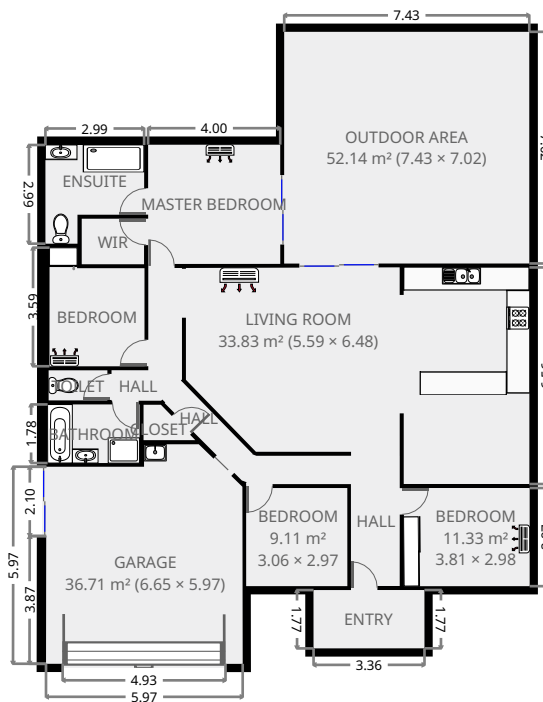 7.43
OUTDOOR AREA
52.14 m² (7.43 × 7.02)
2.99
4.00
2.99
ENSUITE
MASTER BEDROOM
WIR
3.59
BEDROOM
LIVING ROOM
33.83 m² (5.59 × 6.48)
TOILET
HALL
1.78
BATHROOM
CLOSET
HALL
2.10
5.97
3.87
GARAGE
36.71 m² (6.65 × 5.97)
BEDROOM
9.11 m²
3.06 × 2.97
HALL
BEDROOM
11.33 m²
3.81 × 2.98
1.77
ENTRY
1.77
3.36
4.93
5.97